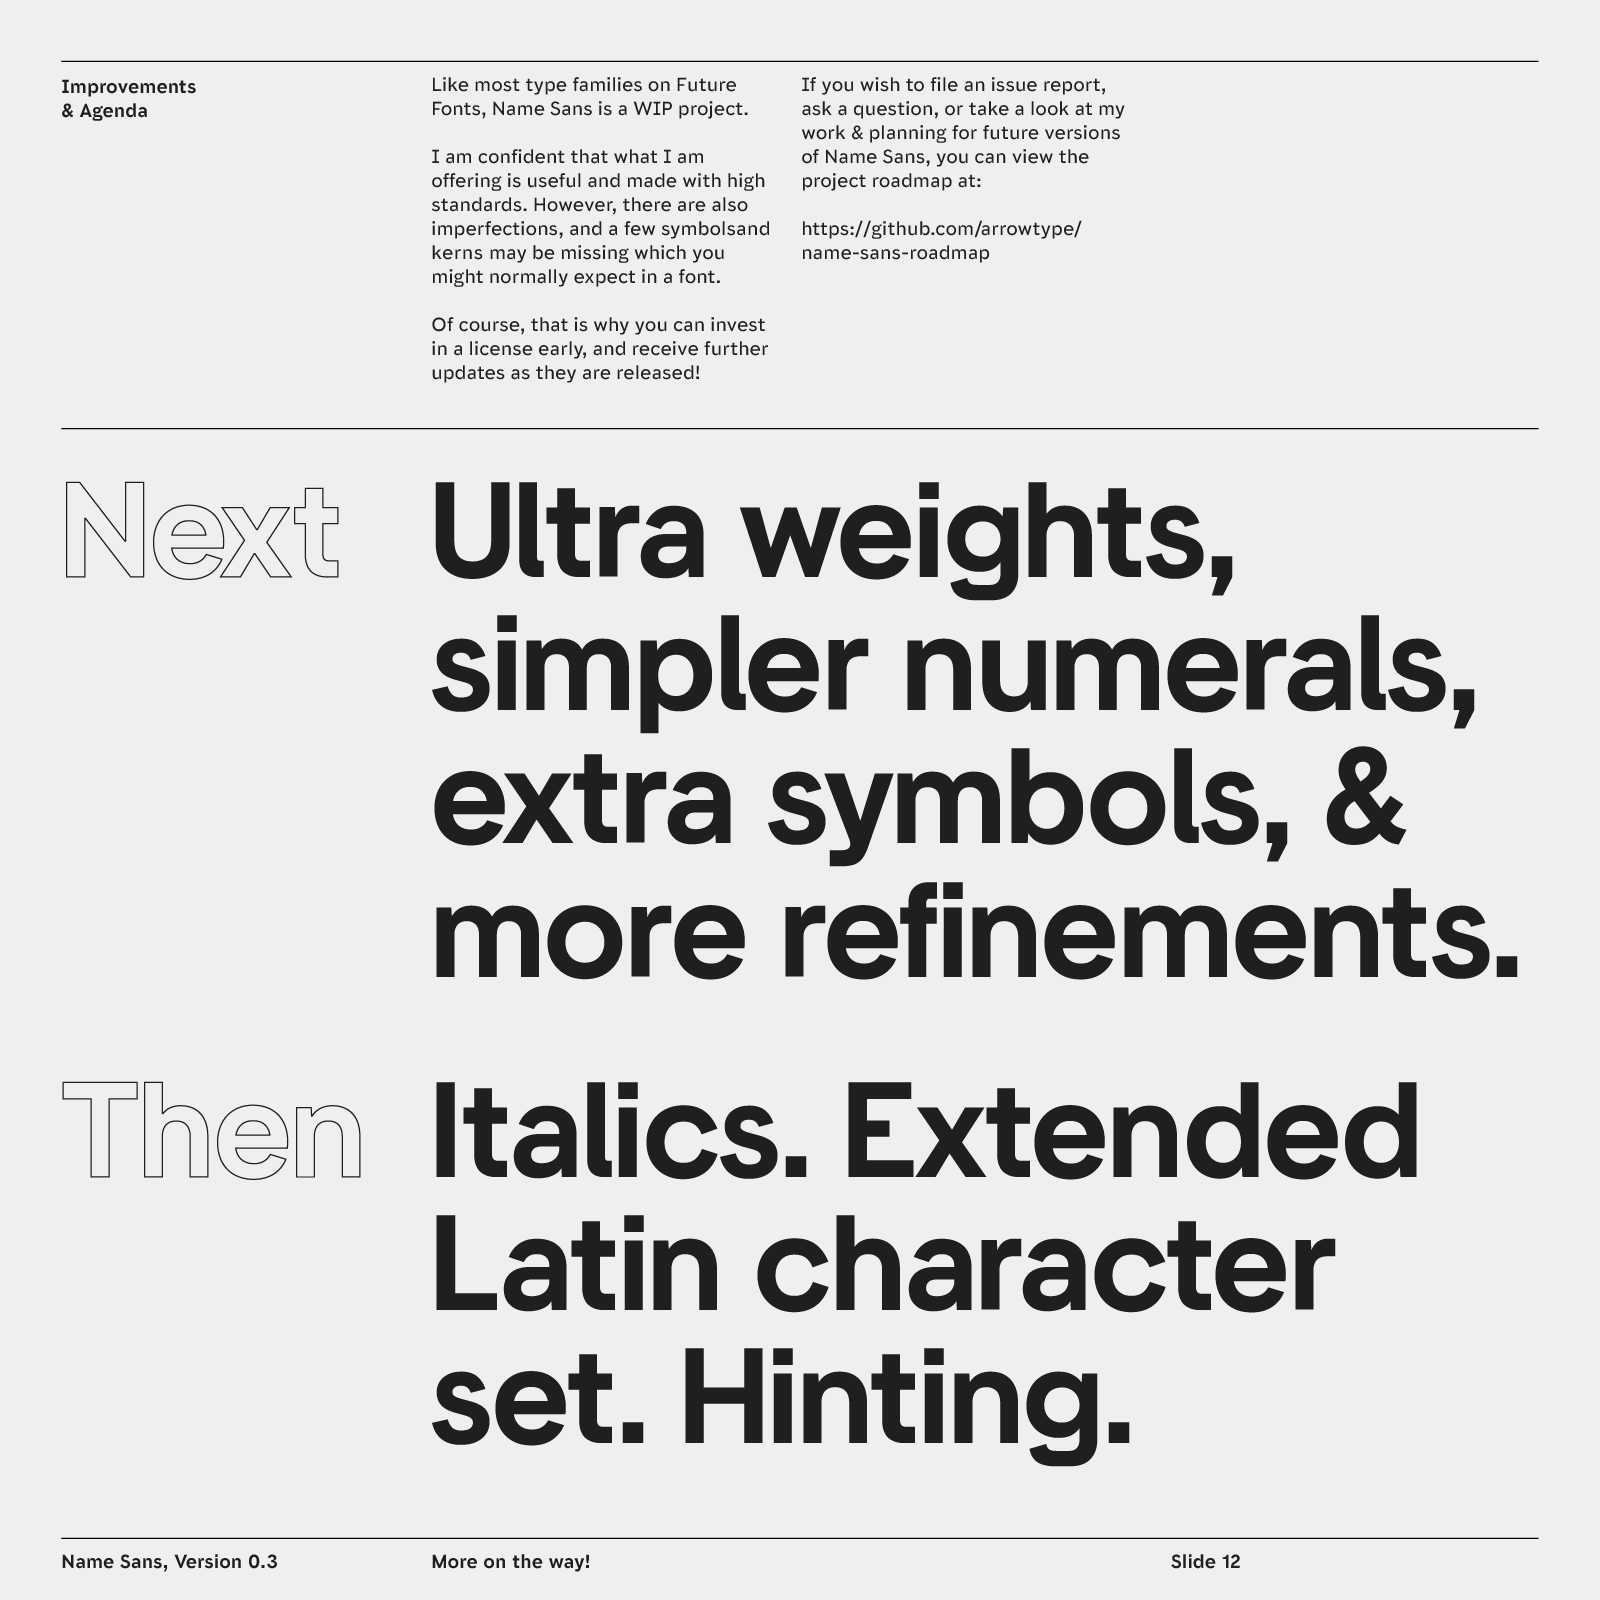 Improvements
& Agenda
Like most type families on Future
Fonts, Name Sans is a WIP project.
I am confident that what I am
offering is useful and made with high
standards. However, there are also
imperfections, and a few symbolsand
kerns may be missing which you
might normally expect in a font.
Of course, that is why you can invest
in a license early, and receive further
updates as they are released!
If you wish to file an issue report,
ask a question, or take a look at my
work & planning for future versions
of Name Sans, you can view the
project roadmap at:
https://github.com/arrowtype/
name-sans-roadmap
Next
Ultra weights,
simpler numerals,
extra symbols, &
more refinements.
Then
Italics. Extended
Latin character
set. Hinting.
Name Sans, Version 0.3
More on the way!
Slide 12